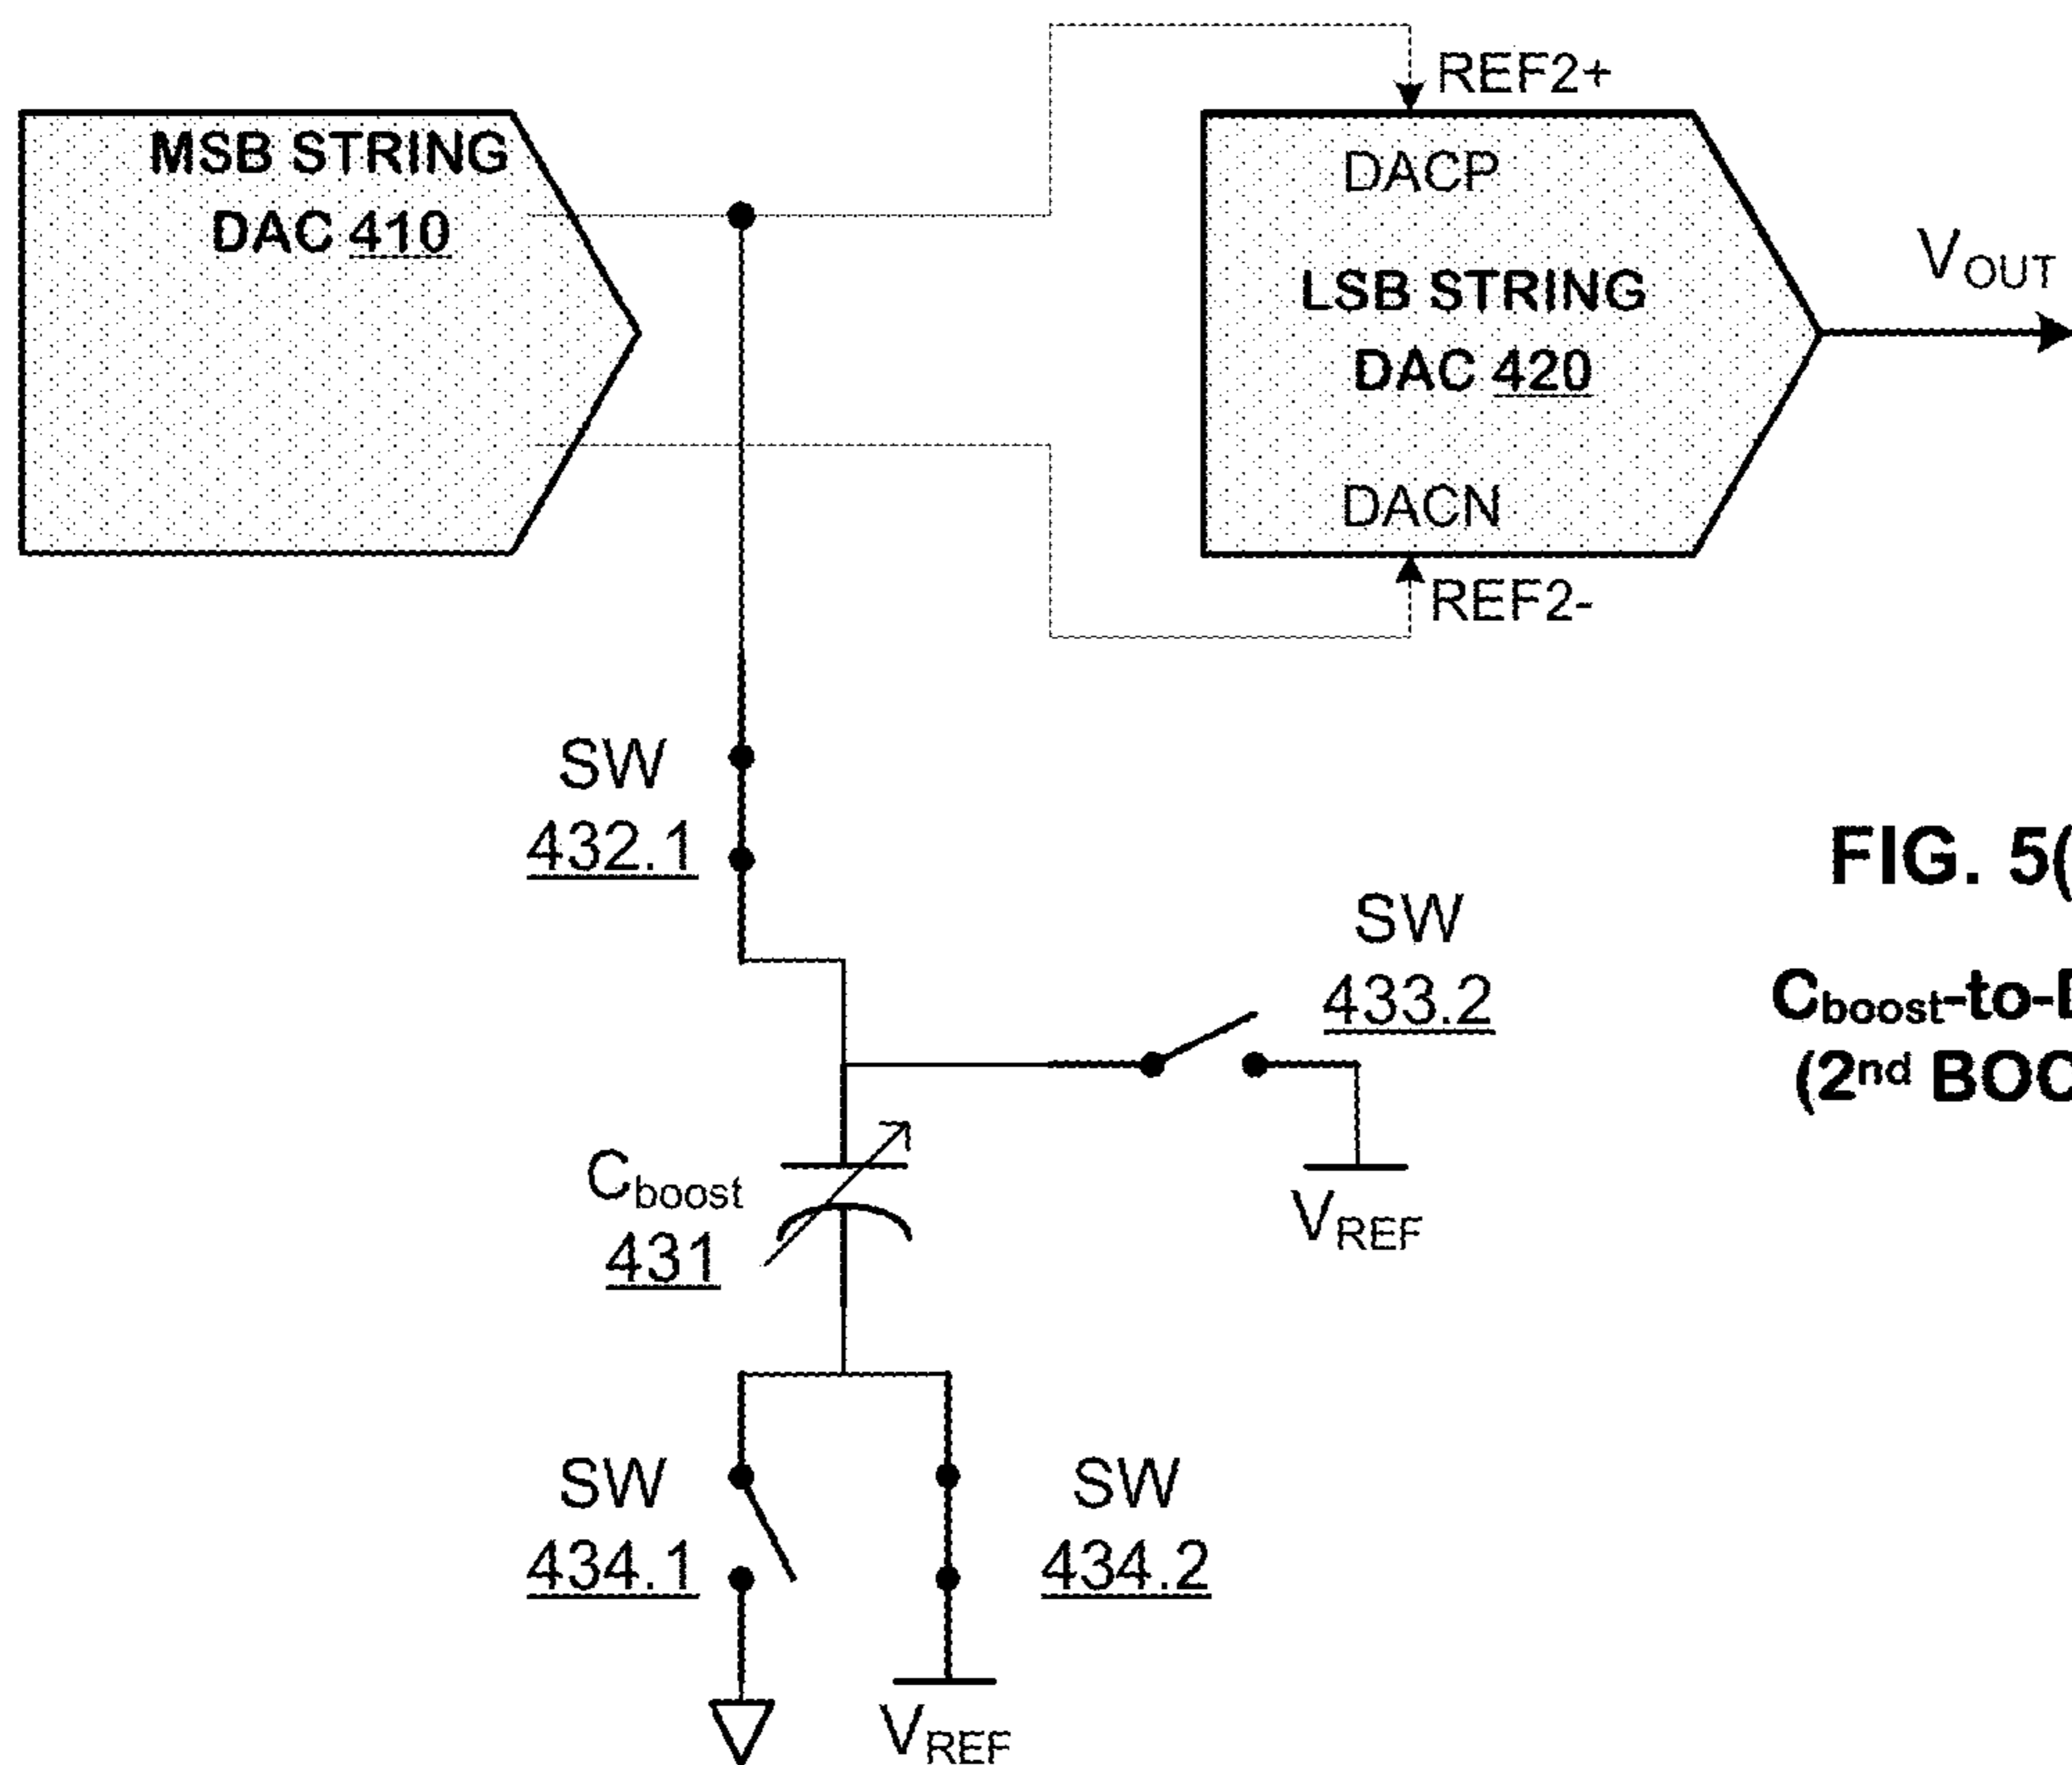 REF2+
MSB STRING
DAC 410
DACP
LSB STRING
DAC 420
VOUT
DACN
REF2-
SW
432.1
FIG. 5(
SW
433.2
Cboost-to-
(2nd
Cboost
431
VREF
SW
434.1
SW
434.2
VREF